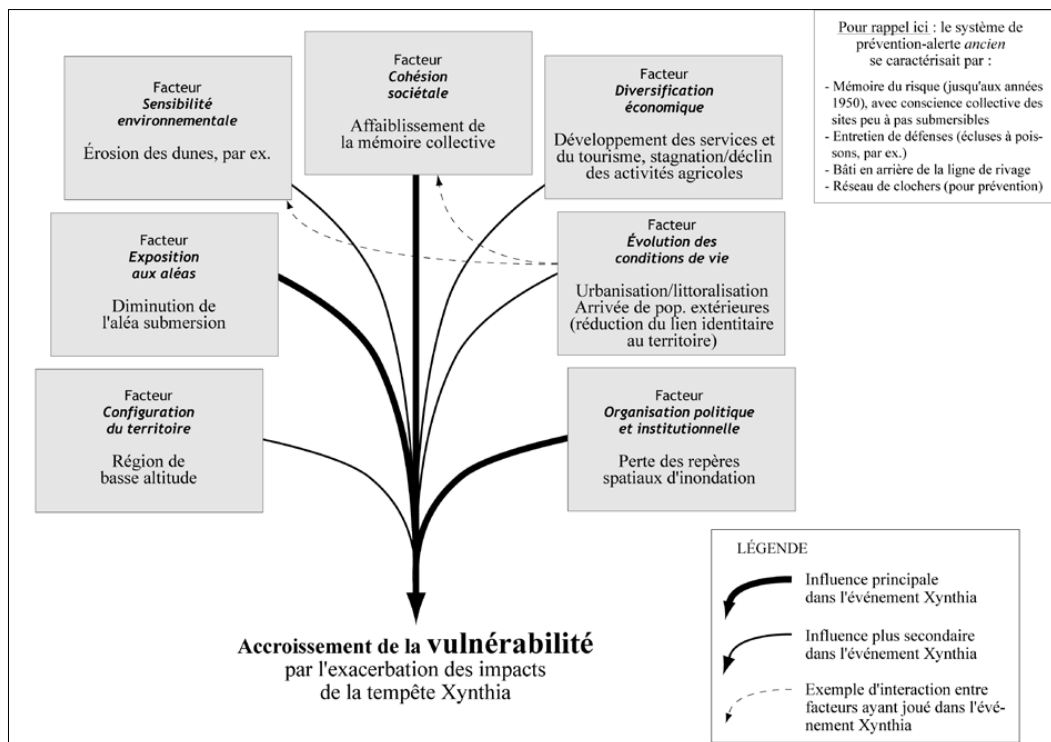 Facteur
Sensibilité
environnementale
Érosion des dunes, par ex.
Facteur
Cohésion
sociétale
Affaiblissement de
la mémoire collective
Facteur
Diversification
économique
Développement des services et
du tourisme, stagnation/déclin
des activités agricoles
Pour rappel ici : le système de
prévention-alerte ancien
se caractérisait par :
- Mémoire du risque (jusqu'aux années
1950), avec conscience collective des
sites peu à pas submersibles
- Entretien de défenses (écluses à pois-
sons, par ex.)
- Bâti en arrière de la ligne de rivage
- Réseau de clochers (pour prévention)
Facteur
Exposition
aux aléas
Diminution de
l'aléa submersion
Facteur
Évolution des
conditions de vie
Urbanisation/littoralisation
Arrivée de pop. extérieures
(réduction du lien identitaire
au territoire)
Facteur
Configuration
du territoire
Région de
basse altitude
Facteur
Organisation politique
et institutionnelle
Perte des repères
spatiaux d'inondation
Accroissement de la vulnérabilité
par l'exacerbation des impacts
de la tempête Xynthia
LÉGENDE
Influence principale
dans l'événement Xynthia
Influence plus secondaire
dans l'événement Xynthia
Exemple d'interaction entre
facteurs ayant joué dans l'évé-
nement Xynthia